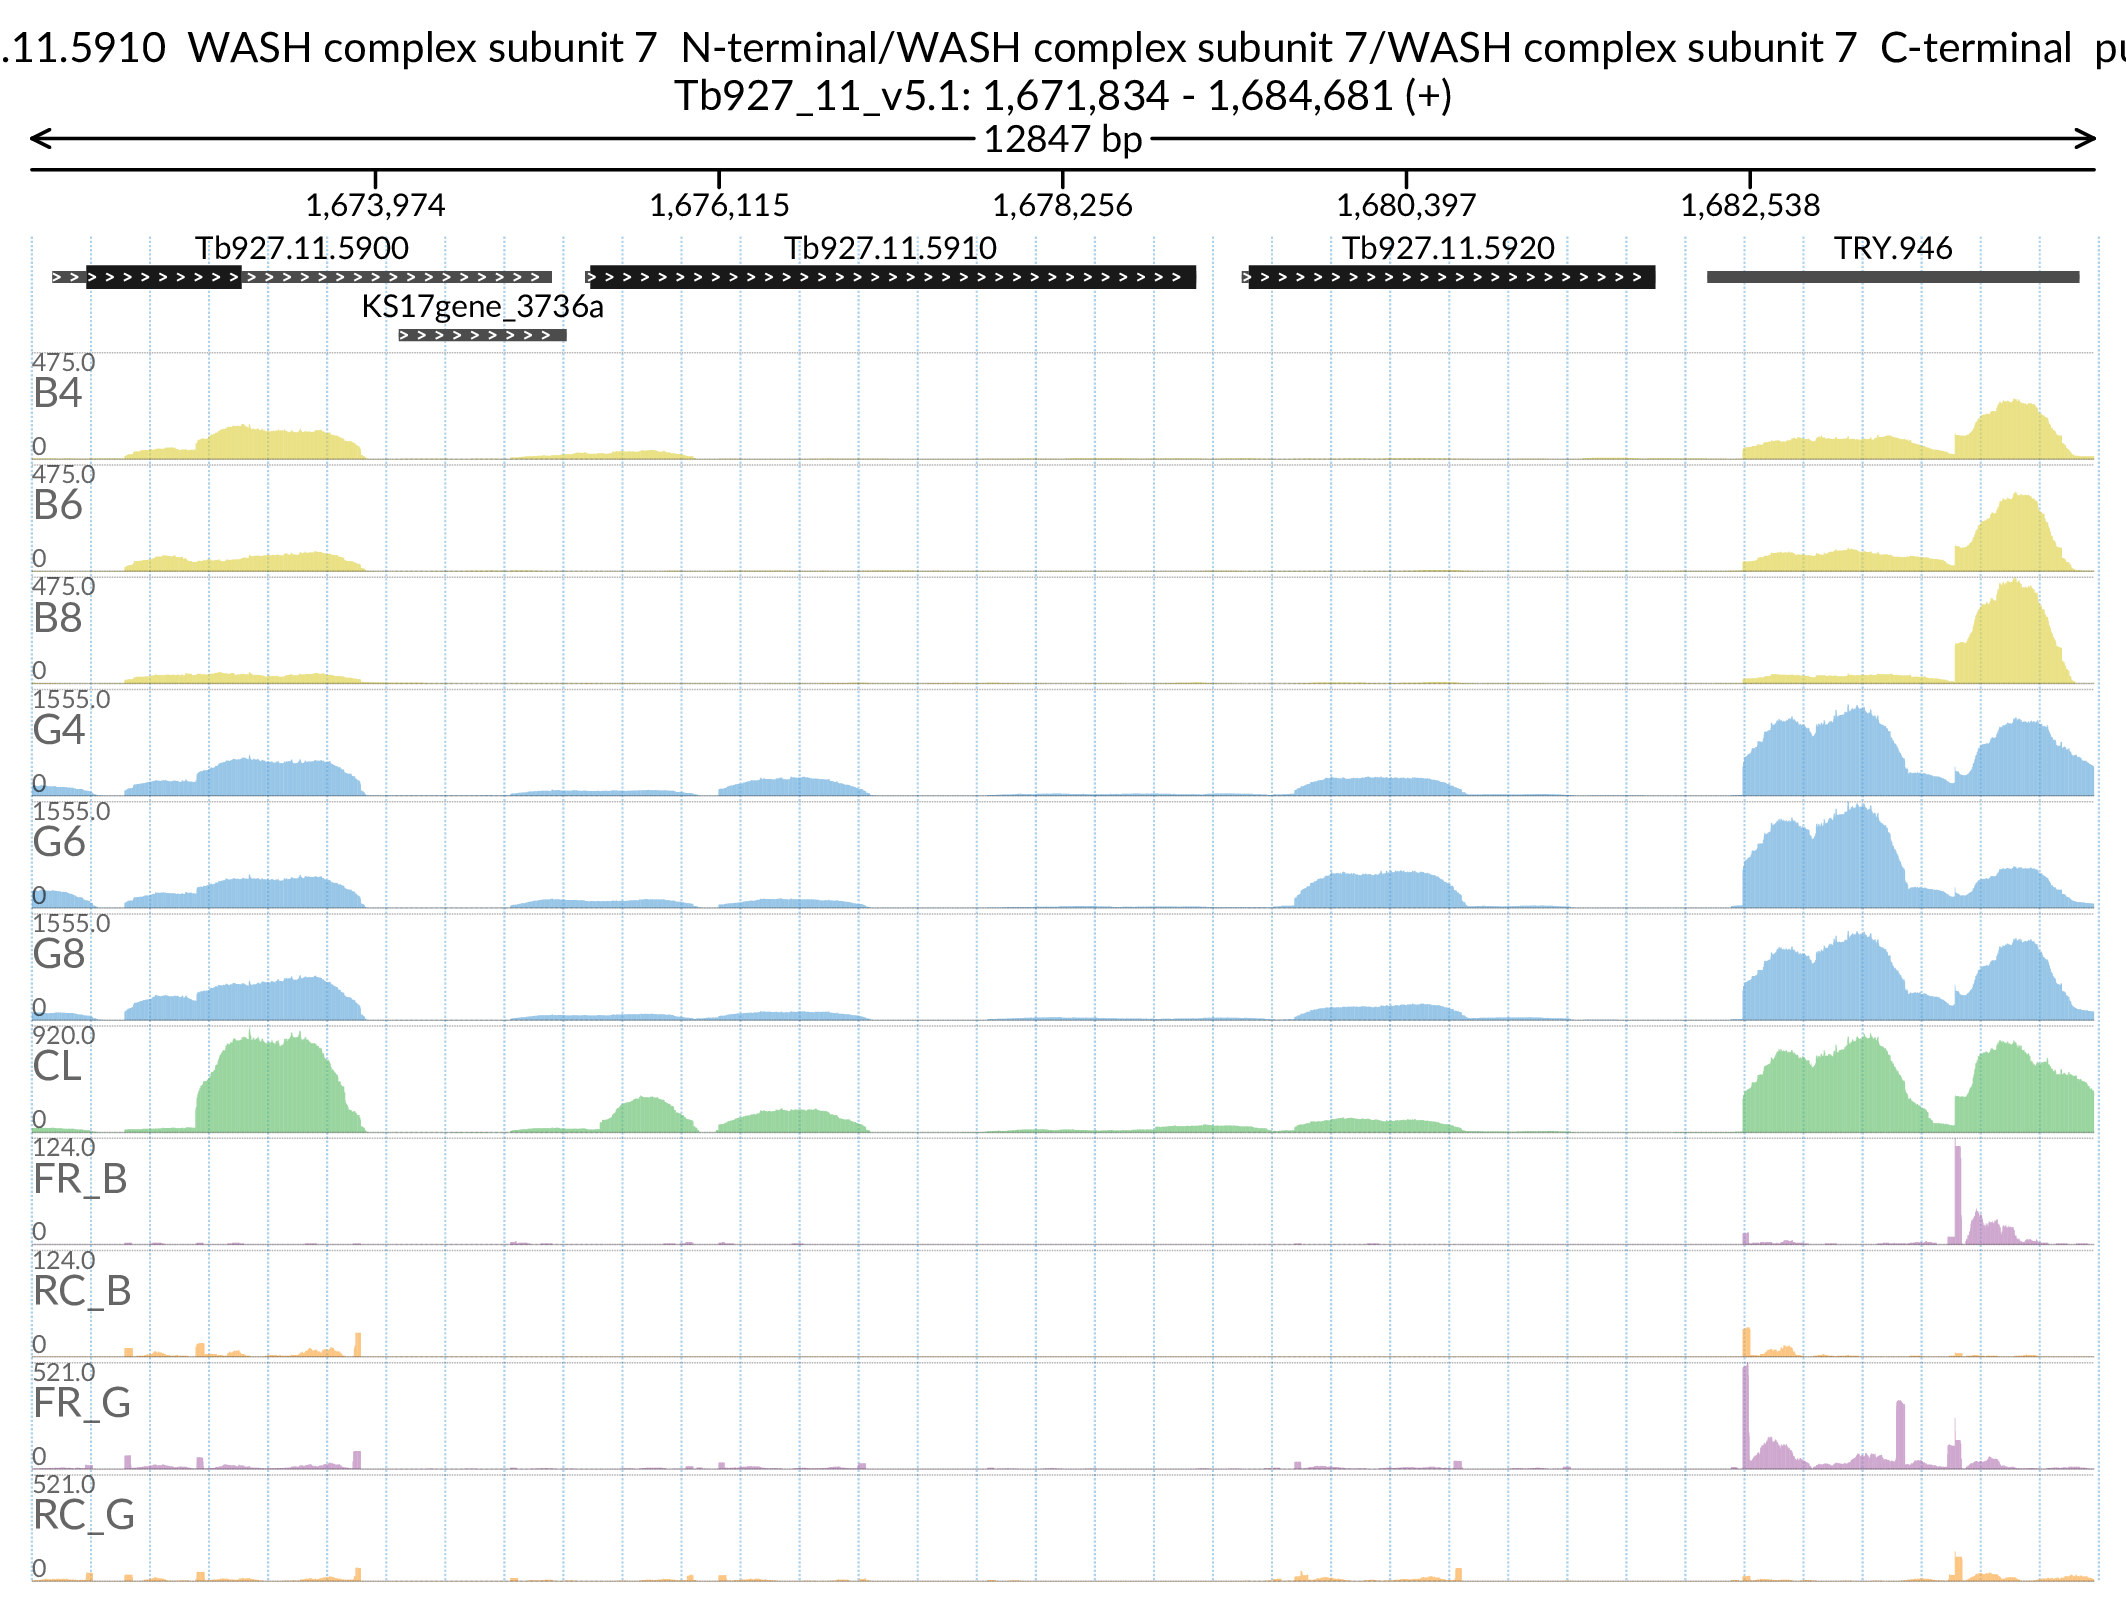 .11.5910 WASH complex subunit 7 N-terminal/WASH complex subunit 7/WASH complex subunit 7 C-terminal pu
Tb927_11_v5.1: 1,671,834 - 1,684,681 (+)
12847 bp
1,673,974 1,676,115 1,678,256 1,680,397 1,682,538
Tb927.11.5900 Tb927.11.5910 Tb927.11.5920 TRY.946
KS17gene_3736a
475.0
B4
0
475.0
B6
0
475.0
B8
0
1555.0
G4
0
1555.0
G6
0
1555.0
G8
0
920.0
CL
0
124.0
FR_B
0
124.0
RC_B
0
521.0
FR_G
0
521.0
RC_G
0